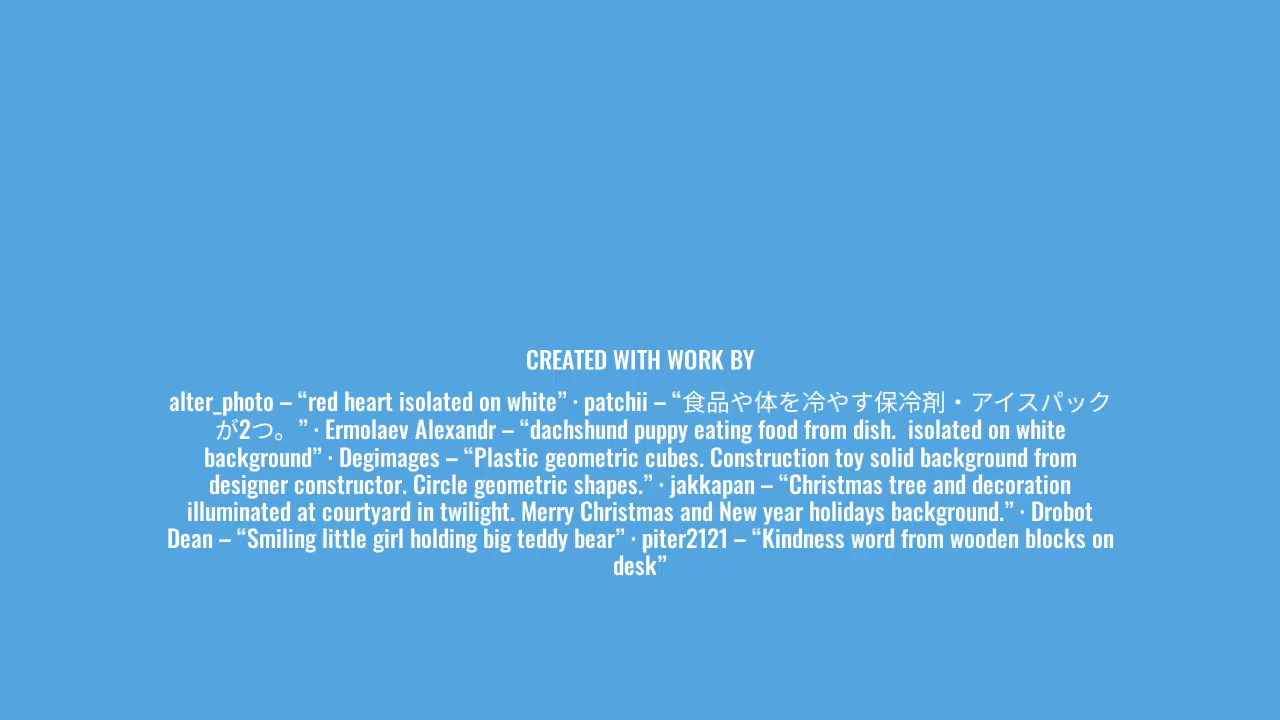 CREATED WITH WORK BY
alter_photo – “red heart isolated on white” · patchii – “食品や体を冷やす保冷剤・アイスパック
が2つ。” · Ermolaev Alexandr – “dachshund puppy eating food from dish.  isolated on white
background” · Degimages – “Plastic geometric cubes. Construction toy solid background from
designer constructor. Circle geometric shapes.” · jakkapan – “Christmas tree and decoration
illuminated at courtyard in twilight. Merry Christmas and New year holidays background.” · Drobot
Dean – “Smiling little girl holding big teddy bear” · piter2121 – “Kindness word from wooden blocks on
desk”